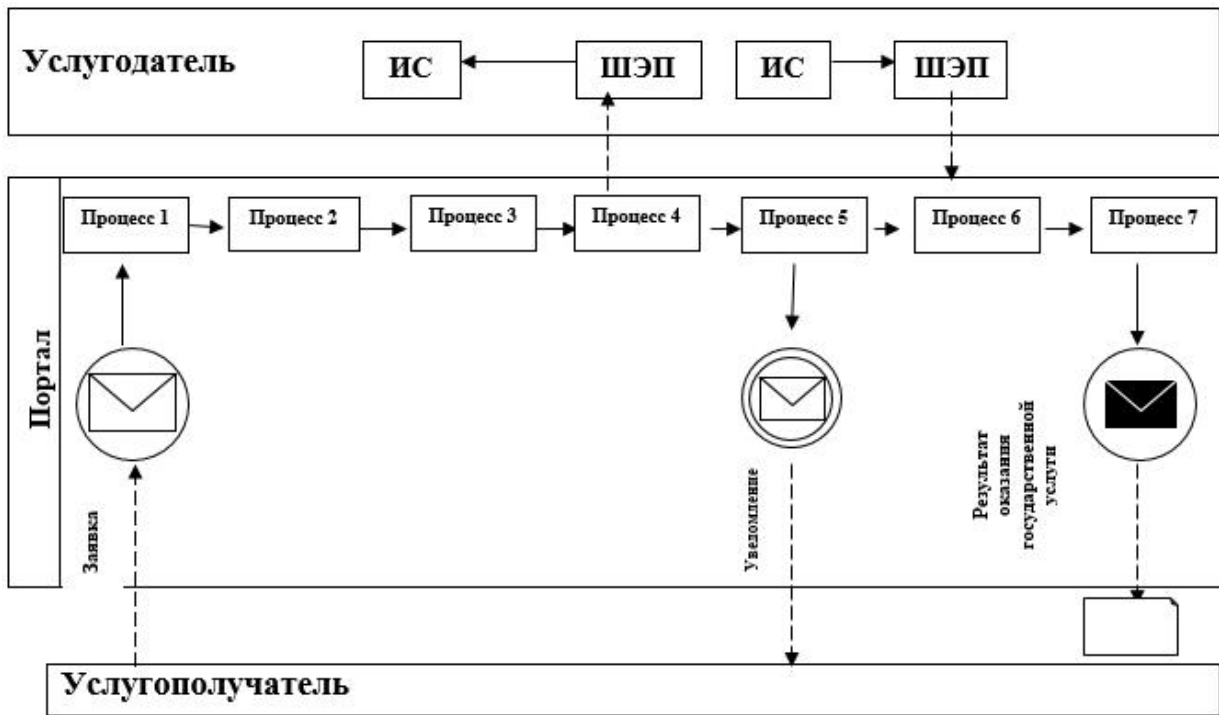 Услугодатель
ИС
ШЭП
ИС
ШЭП
Портал
Процесс 1
Процесс 2
Процесс 3
Процесс 4
Процесс 5
Процесс 6
Процесс 7
Заявка
Уведомление
Результат
оказания
государственной
услуги
Услугополучатель